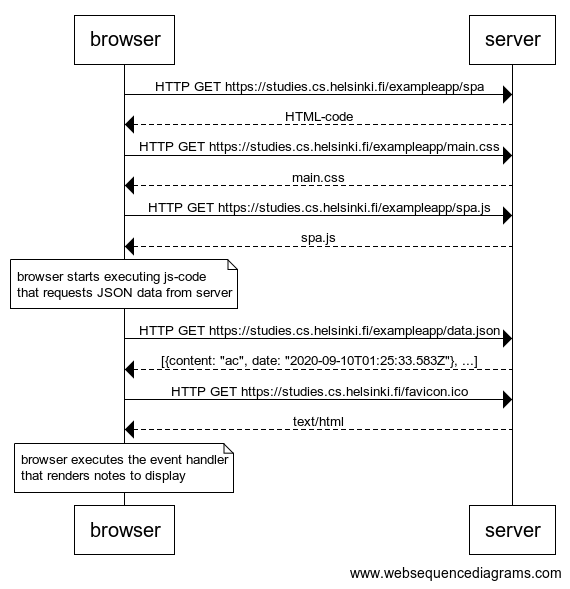 browser
server
HTTP GET https://studies.cs.helsinki.fi/exampleapp/spa
HTML-code
HTTP GET https://studies.cs.helsinki.fi/exampleapp/main.css
main.css
HTTP GET https://studies.cs.helsinki.fi/exampleapp/spa.js
spa.js
browser starts executing js-code
that requests JSON data from server
HTTP GET https://studies.cs.helsinki.fi/exampleapp/data.json
[{content: "ac", date: "2020-09-10T01:25:33.583Z"}, ...]
HTTP GET https://studies.cs.helsinki.fi/favicon.ico
text/html
browser executes the event handler
that renders notes to display
browser
server
www.websequencediagrams.com